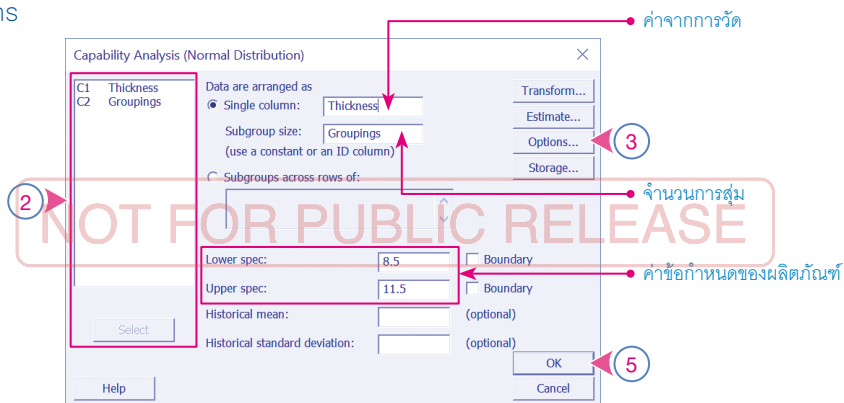 ค่าจากการวัด
Capability Analysis (Normal Distribution)
C1 Thickness
C2 Groupings
Data are arranged as
Single column: Thickness
Subgroup size: Groupings
(use a constant or an ID column)
Subgroups across rows of:
Transform...
Estimate...
Options...
3
Storage...
จำนวนการสุ่ม
2
NOT FOR PUBLIC RELEASE
Lower spec: 8.5 Boundary
ค่าข้อกำหนดของผลิตภัณฑ์
Upper spec: 11.5 Boundary
Historical mean: (optional)
Select
Historical standard deviation: (optional)
OK
5
Help
Cancel